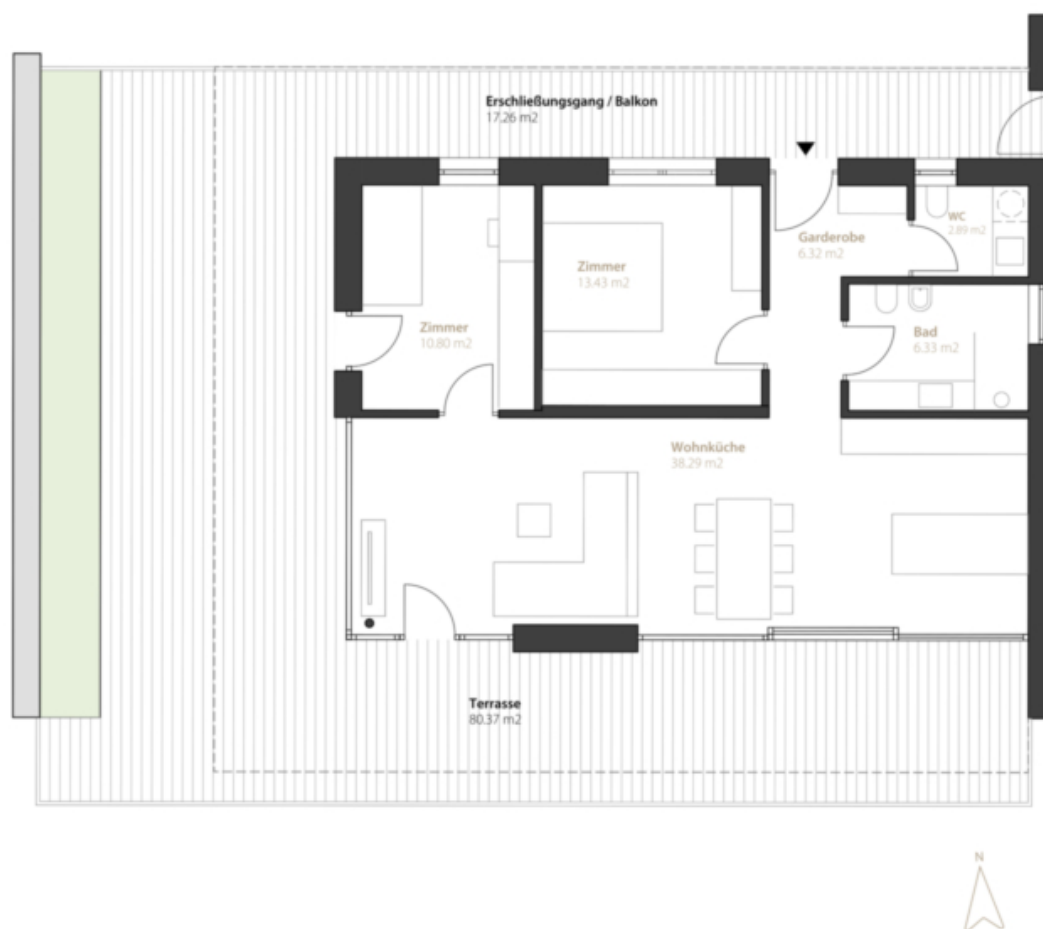 Erschließungsgang / Balkon
17.26 m2
WC
2.89 m2
Garderobe
6.32 m2
Zimmer
13.43 m2
Zimmer
10.80 m2
Bad
6.33 m2
Wohnküche
38.29 m2
Terrasse
80.37 m2
N